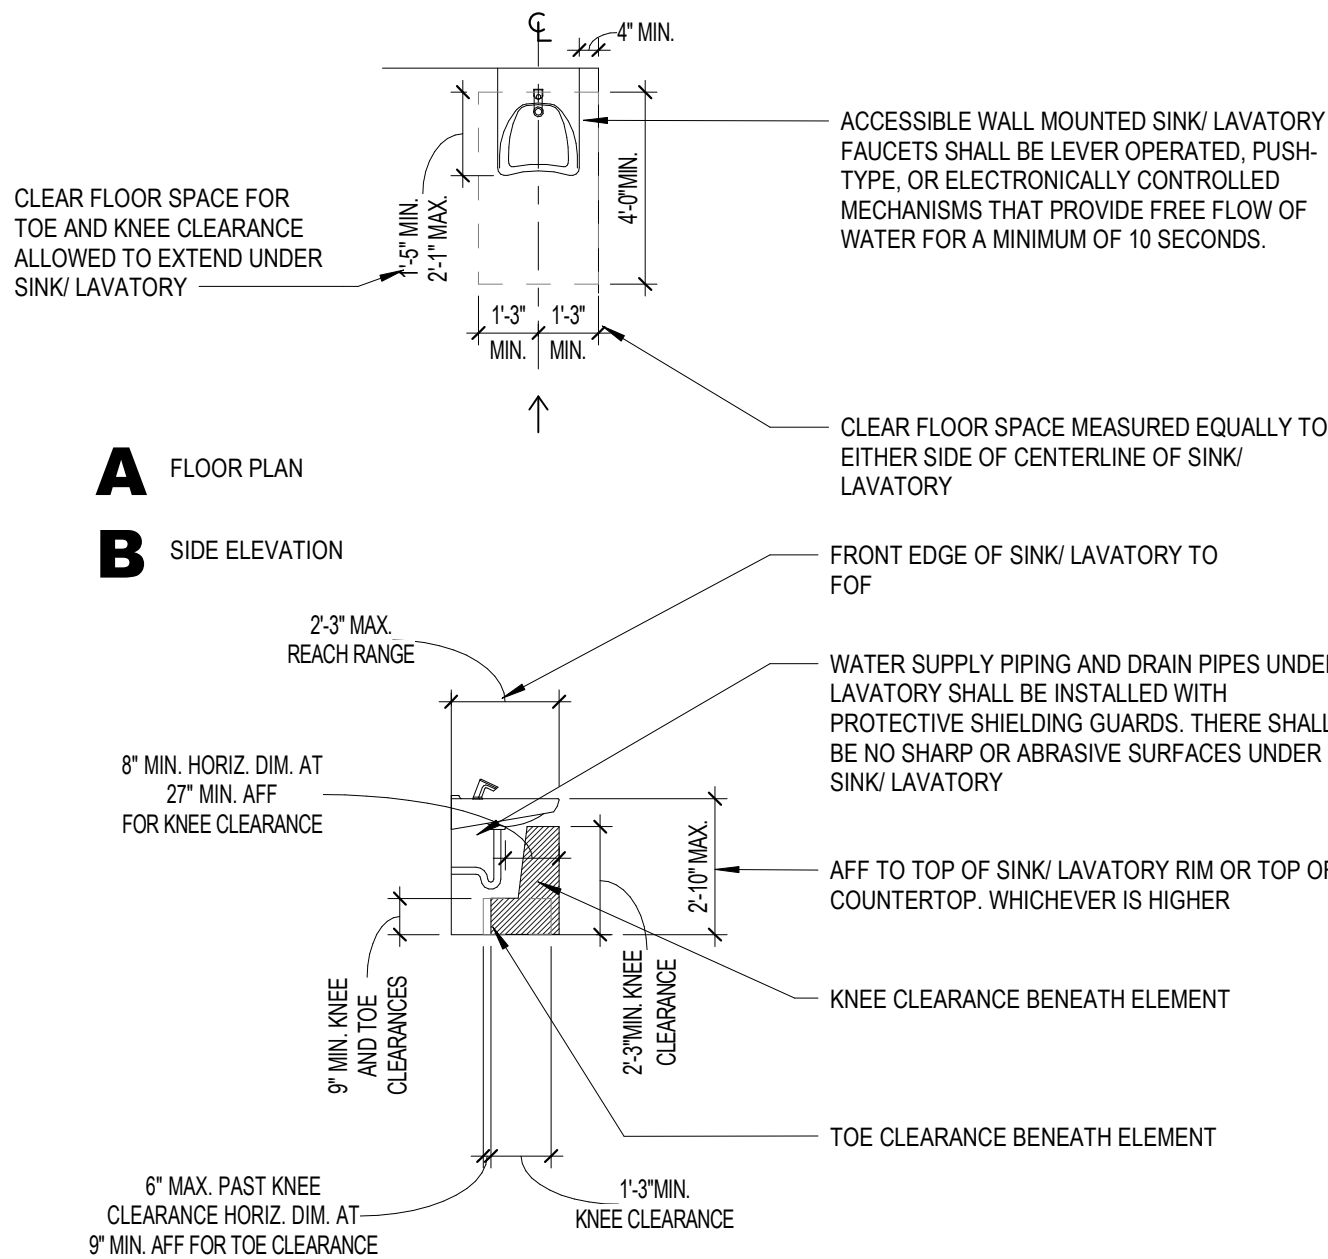 ℄
4" MIN.
ACCESSIBLE WALL MOUNTED SINK/ LAVATORY
FAUCETS SHALL BE LEVER OPERATED, PUSH-
TYPE, OR ELECTRONICALLY CONTROLLED
MECHANISMS THAT PROVIDE FREE FLOW OF
WATER FOR A MINIMUM OF 10 SECONDS.
CLEAR FLOOR SPACE FOR
TOE AND KNEE CLEARANCE
ALLOWED TO EXTEND UNDER
SINK/ LAVATORY
1'-5" MIN.
2'-1" MAX.
4'-0"MIN.
1'-3"
MIN.
1'-3"
MIN.
CLEAR FLOOR SPACE MEASURED EQUALLY TO
EITHER SIDE OF CENTERLINE OF SINK/
LAVATORY
A FLOOR PLAN
B SIDE ELEVATION
FRONT EDGE OF SINK/ LAVATORY TO
FOF
2'-3" MAX.
REACH RANGE
WATER SUPPLY PIPING AND DRAIN PIPES UNDER
LAVATORY SHALL BE INSTALLED WITH
PROTECTIVE SHIELDING GUARDS. THERE SHALL
BE NO SHARP OR ABRASIVE SURFACES UNDER
SINK/ LAVATORY
8" MIN. HORIZ. DIM. AT
27" MIN. AFF
FOR KNEE CLEARANCE
2'-10" MAX.
AFF TO TOP OF SINK/ LAVATORY RIM OR TOP OF
COUNTERTOP. WHICHEVER IS HIGHER
9" MIN. KNEE
AND TOE
CLEARANCES
2'-3"MIN. KNEE
CLEARANCE
KNEE CLEARANCE BENEATH ELEMENT
TOE CLEARANCE BENEATH ELEMENT
6" MAX. PAST KNEE
CLEARANCE HORIZ. DIM. AT
9" MIN. AFF FOR TOE CLEARANCE
1'-3"MIN.
KNEE CLEARANCE